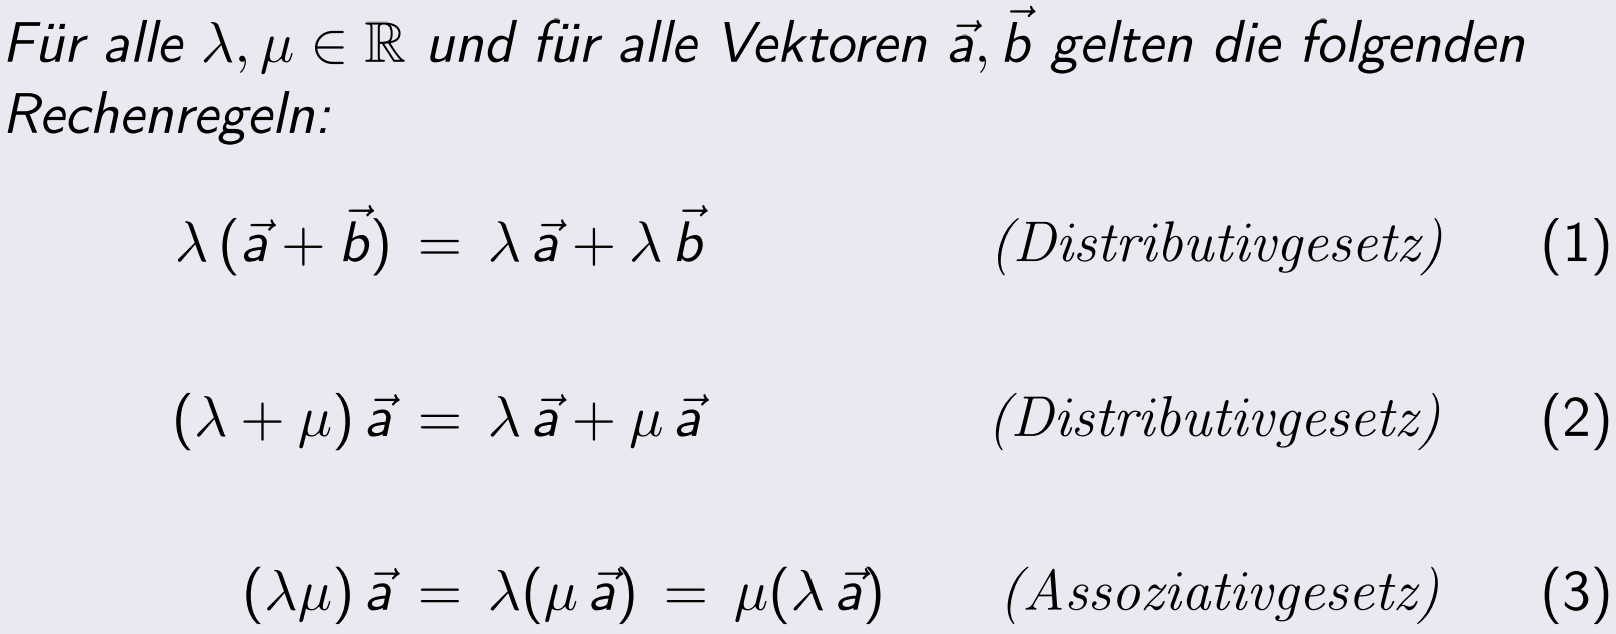 Für alle λ, μ ∈ ℝ und für alle Vektoren a⃗, b⃗ gelten die folgenden
Rechenregeln:
λ (a⃗ + b⃗) = λ a⃗ + λ b⃗ (Distributivgesetz) (1)
(λ + μ) a⃗ = λ a⃗ + μ a⃗ (Distributivgesetz) (2)
(λμ) a⃗ = λ(μ a⃗) = μ(λ a⃗) (Assoziativgesetz) (3)